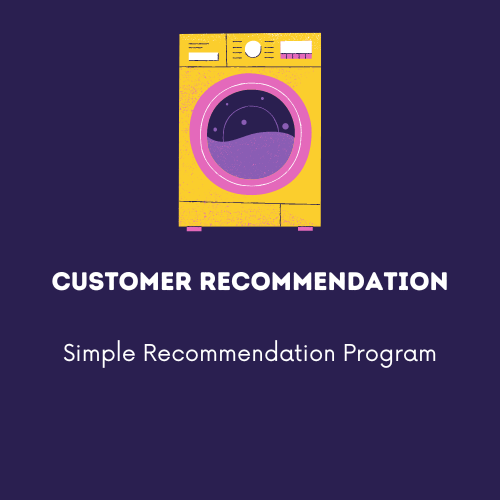 CUSTOMER RECOMMENDATION
Simple Recommendation Program